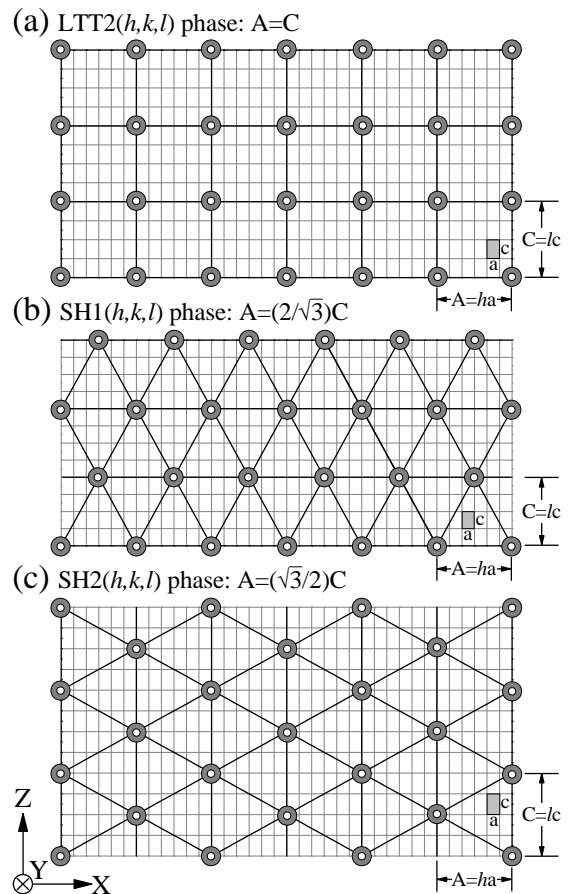 (a) LTT2(h,k,l) phase: A=C
C=lc
c
a
A=ha
(b) SH1(h,k,l) phase: A=(2/√3)C
C=lc
c
a
A=ha
(c) SH2(h,k,l) phase: A=(√3/2)C
Z
C=lc
c
a
Y
X
A=ha